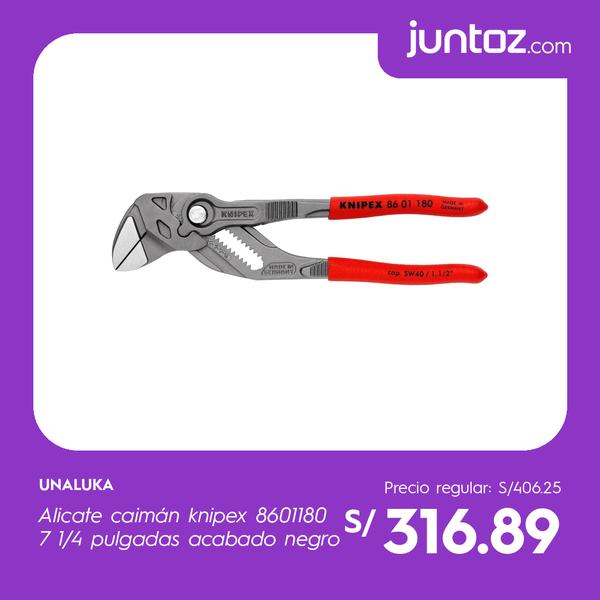 juntoz.com
KNIPEX 86 01 180 MADE IN GERMANY
KNIPEX
MADE IN GERMANY
cap. SW40 / 1.1/2"
UNALUKA
Precio regular: S/406.25
Alicate caimán knipex 8601180
7 1/4 pulgadas acabado negro
S/ 316.89